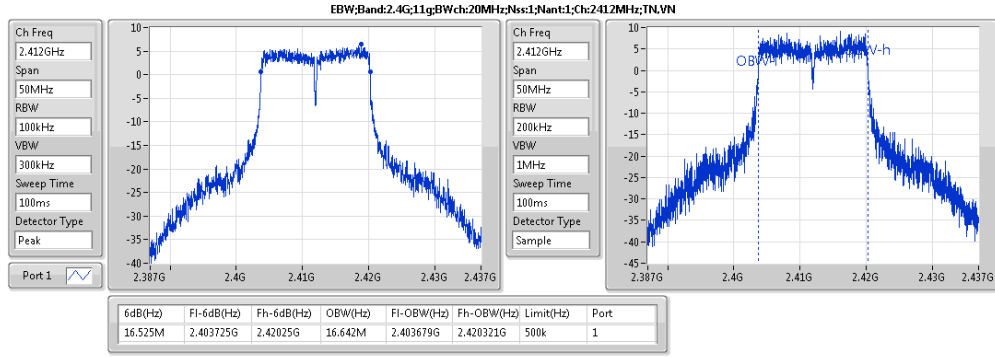 EBW;Band:2.4G;11g;BWch:20MHz;Nss:1;Nant:1;Ch:2412MHz;TN,VN
Ch Freq
2.412GHz
Span
50MHz
RBW
100kHz
VBW
300kHz
Sweep Time
100ms
Detector Type
Peak
Port 1
10
5
0
-5
-10
-15
-20
-25
-30
-35
-40
2.387G
2.4G
2.41G
2.42G
2.43G
2.437G
Ch Freq
2.412GHz
Span
50MHz
RBW
200kHz
VBW
1MHz
Sweep Time
100ms
Detector Type
Sample
10
5
0
-5
-10
-15
-20
-25
-30
-35
-40
-45
2.387G
2.4G
2.41G
2.42G
2.43G
2.437G
6dB(Hz) Fl-6dB(Hz) Fh-6dB(Hz) OBW(Hz) Fl-OBW(Hz) Fh-OBW(Hz) Limit(Hz) Port
16.525M 2.403725G 2.42025G 16.642M 2.403679G 2.420321G 500k 1